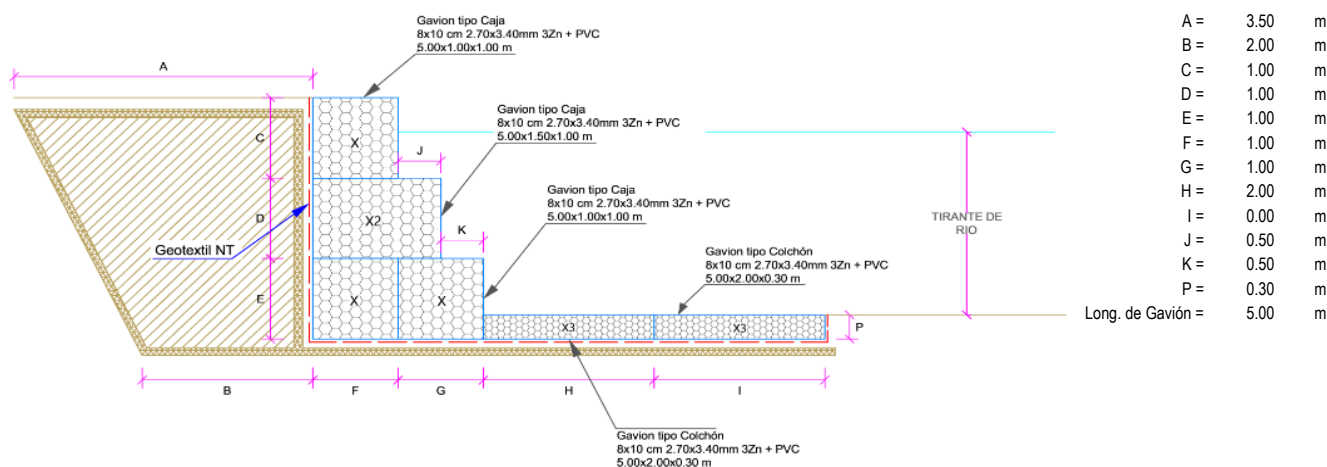 Gavion tipo Caja
8x10 cm 2.70x3.40mm 3Zn + PVC
5.00x1.00x1.00 m
A
Gavion tipo Caja
8x10 cm 2.70x3.40mm 3Zn + PVC
5.00x1.50x1.00 m
C
X
J
Gavion tipo Caja
8x10 cm 2.70x3.40mm 3Zn + PVC
5.00x1.00x1.00 m
D
X2
K
TIRANTE DE
RIO
Geotextil NT
Gavion tipo Colchón
8x10 cm 2.70x3.40mm 3Zn + PVC
5.00x2.00x0.30 m
E
X
X
X3
X3
P
B
F
G
H
I
Gavion tipo Colchón
8x10 cm 2.70x3.40mm 3Zn + PVC
5.00x2.00x0.30 m
A = 3.50 m
B = 2.00 m
C = 1.00 m
D = 1.00 m
E = 1.00 m
F = 1.00 m
G = 1.00 m
H = 2.00 m
I = 0.00 m
J = 0.50 m
K = 0.50 m
P = 0.30 m
Long. de Gavión = 5.00 m